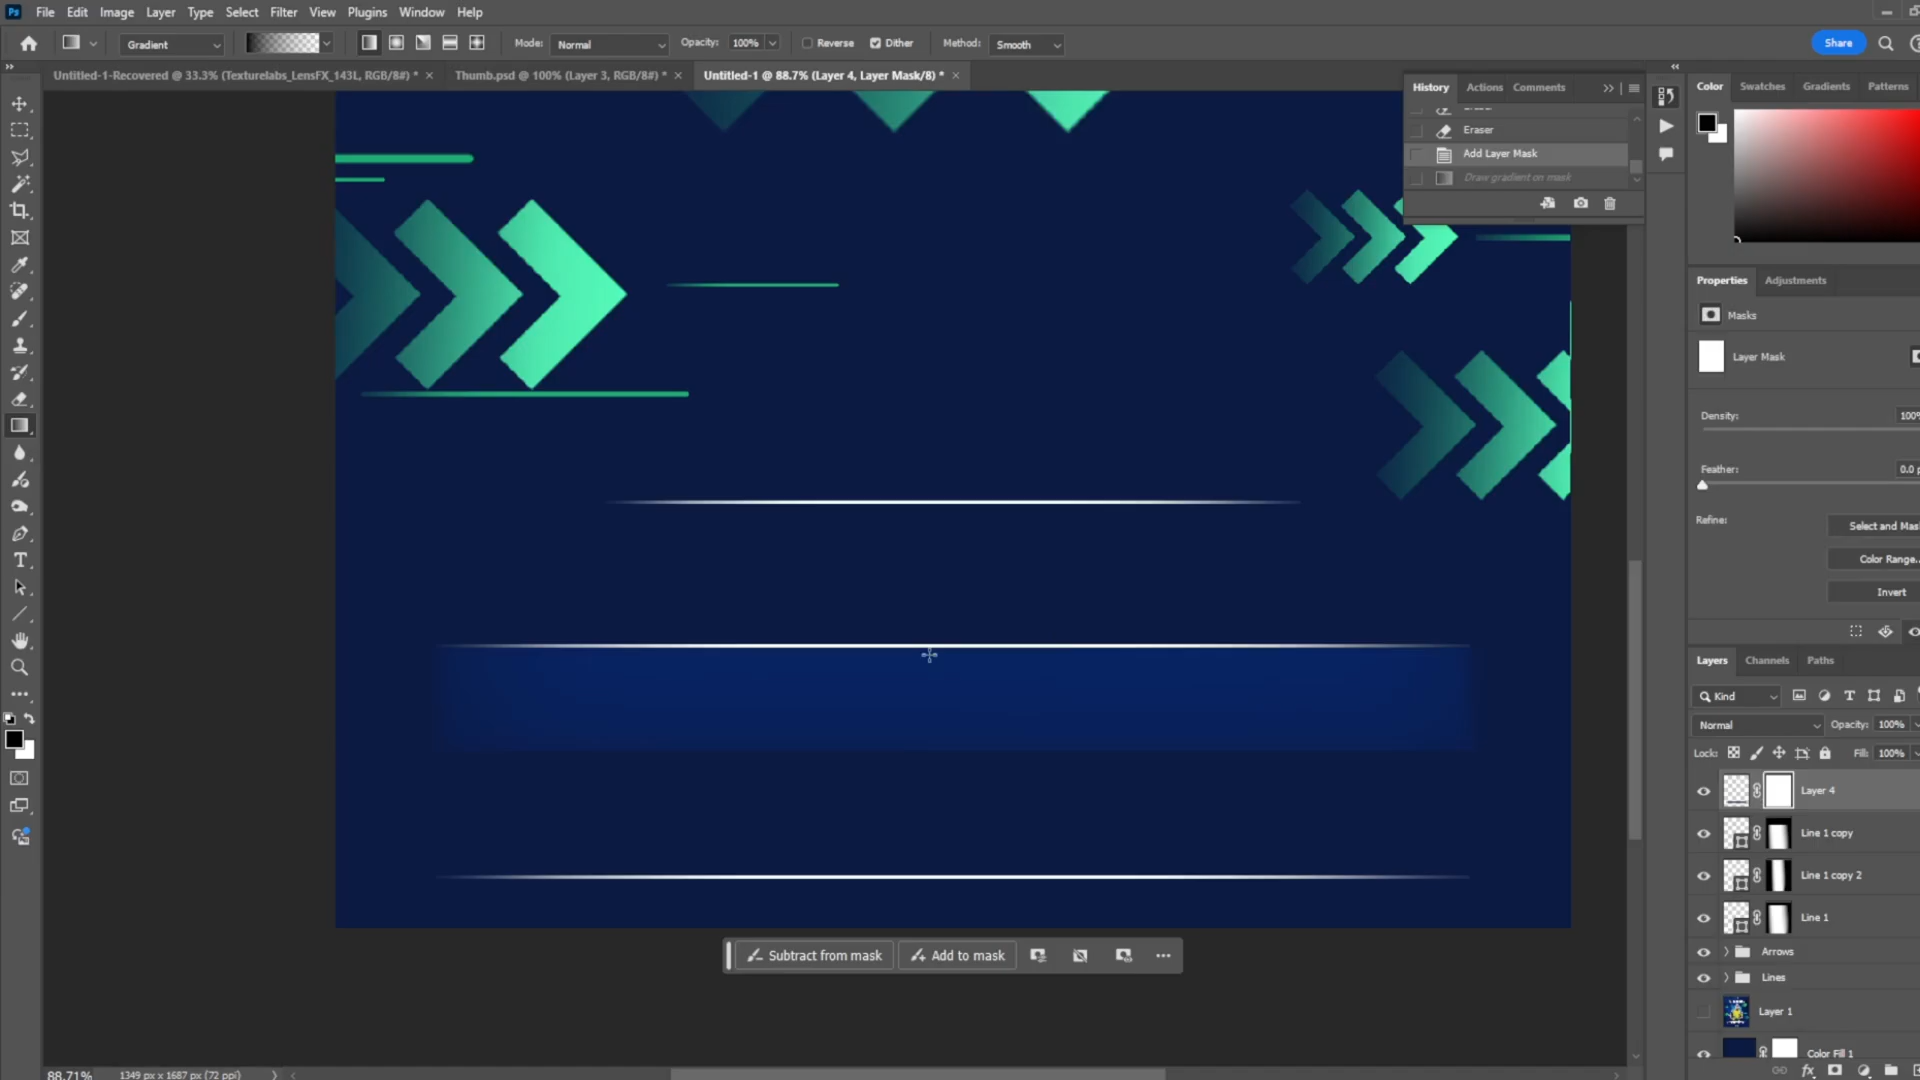 Ps File Edit Image Layer Type Select Filter View Plugins Window Help
Gradient Mode: Normal Opacity: 100% Reverse Dither Method: Smooth Share
Untitled-1-Recovered @ 33.3% (Texturelabs_LensFX_143L, RGB/8#) * × Thumb.psd @ 100% (Layer 3, RGB/8#) * × Untitled-1 @ 88.7% (Layer 4, Layer Mask/8) * ×
History Actions Comments
Eraser
Add Layer Mask
Draw gradient on mask
Color Swatches Gradients Patterns
Properties Adjustments
Masks
Layer Mask
Density: 100%
Feather: 0.0 p
Refine: Select and Mas
Color Range..
Invert
Layers Channels Paths
Kind
Normal Opacity: 100%
Lock: Fill: 100%
Layer 4
Line 1 copy
Line 1 copy 2
Line 1
Arrows
Lines
Layer 1
Color Fill 1
Subtract from mask Add to mask
88.71% 1349 px x 1687 px (72 ppi)